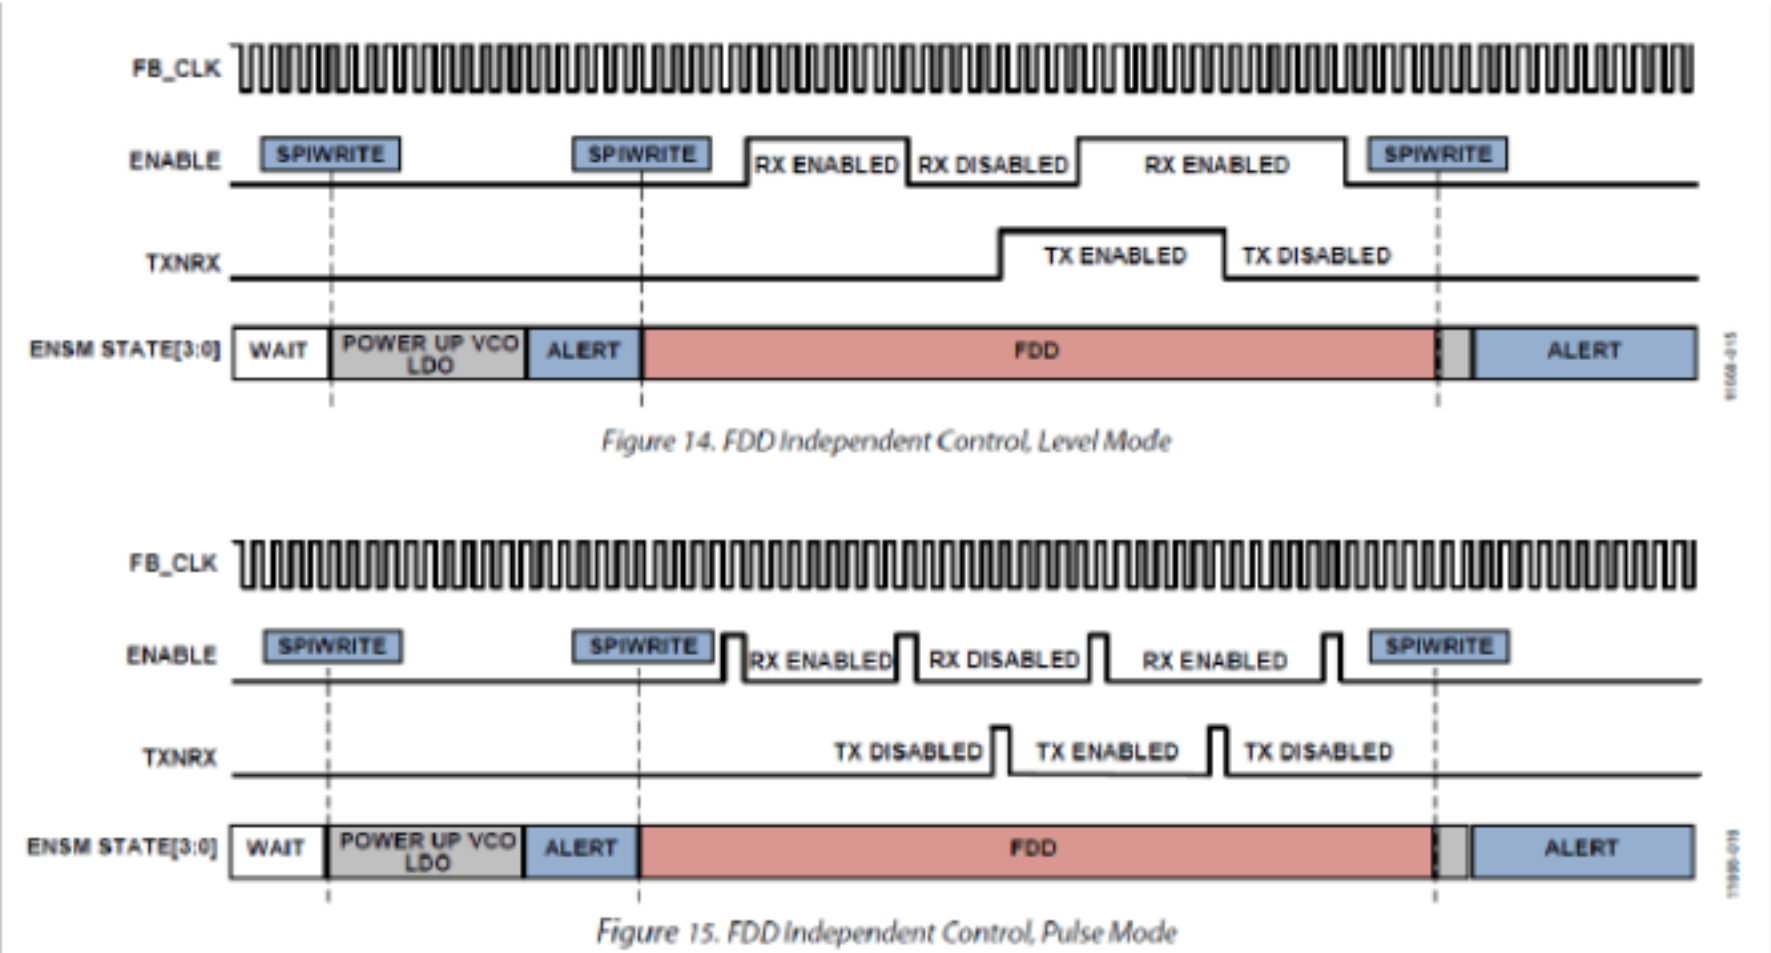 FB_CLK
ENABLE SPIWRITE SPIWRITE RX ENABLED RX DISABLED RX ENABLED SPIWRITE
TXNRX TX ENABLED TX DISABLED
ENSM STATE[3:0] WAIT POWER UP VCO LDO ALERT FDD ALERT
Figure 14. FDD Independent Control, Level Mode
FB_CLK
ENABLE SPIWRITE SPIWRITE RX ENABLED RX DISABLED RX ENABLED SPIWRITE
TXNRX TX DISABLED TX ENABLED TX DISABLED
ENSM STATE[3:0] WAIT POWER UP VCO LDO ALERT FDD ALERT
Figure 15. FDD Independent Control, Pulse Mode